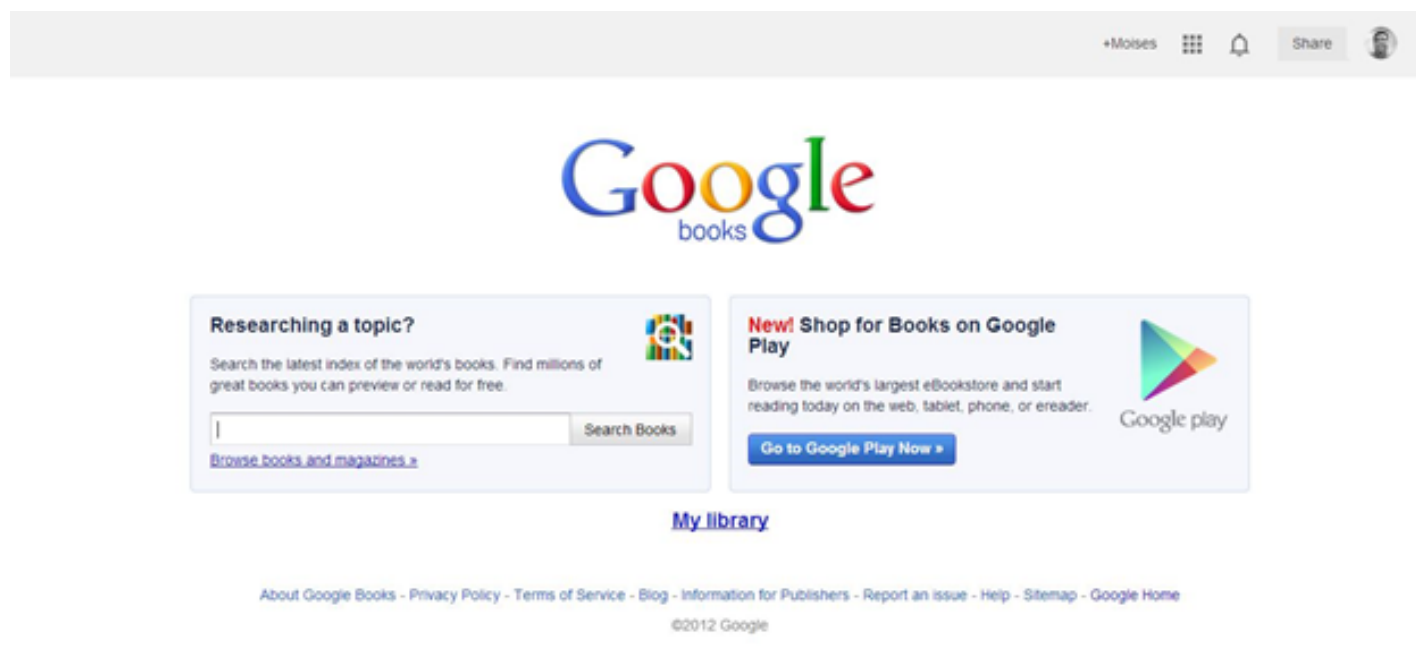 +Moises Share
Google
books
Researching a topic?
Search the latest index of the world's books. Find millions of
great books you can preview or read for free.
Search Books
Browse books and magazines »
New! Shop for Books on Google
Play
Browse the world's largest eBookstore and start
reading today on the web, tablet, phone, or ereader.
Go to Google Play Now »
Google play
My library
About Google Books - Privacy Policy - Terms of Service - Blog - Information for Publishers - Report an issue - Help - Sitemap - Google Home
©2012 Google